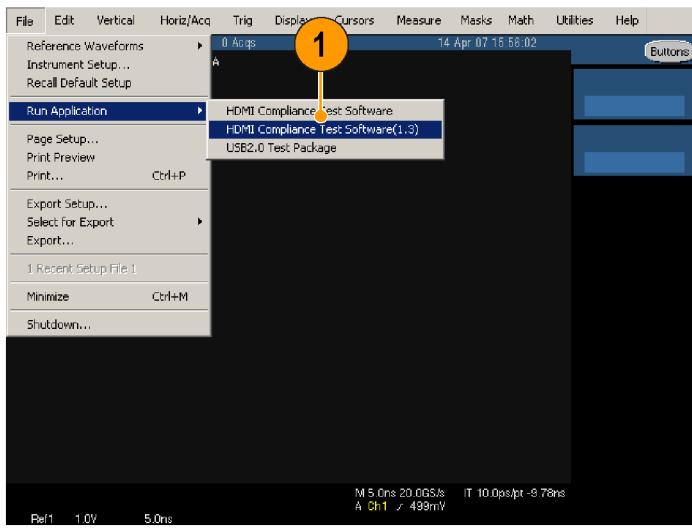 File Edit Vertical Horiz/Acq Trig Display Cursors Measure Masks Math Utilities Help
0 Acqs 14 Apr 07 15:56:02
Buttons
A
1
Reference Waveforms
Instrument Setup...
Recall Default Setup
Run Application
HDMI Compliance Test Software
HDMI Compliance Test Software(1.3)
USB2.0 Test Package
Page Setup...
Print Preview
Print... Ctrl+P
Export Setup...
Select for Export
Export...
1 Recent Setup File 1
Minimize Ctrl+M
Shutdown...
M 5.0ns 20.0GS/s IT 10.0ps/pt -9.78ns
A Ch1 499mV
Ref1 1.0V 5.0ns